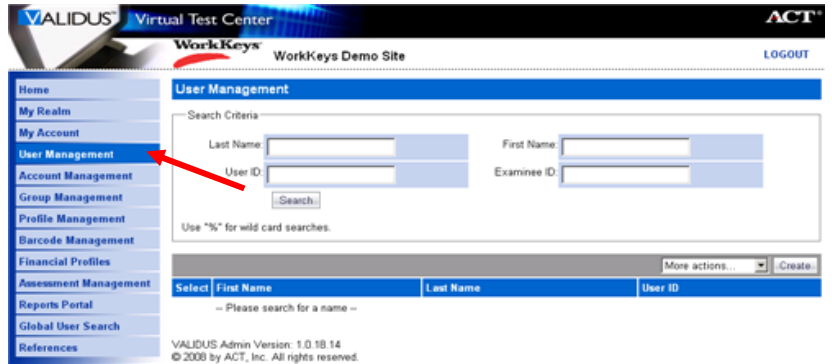 VALIDUS® Virtual Test Center
ACT®
WorkKeys®
WorkKeys Demo Site
LOGOUT
Home
My Realm
My Account
User Management
Account Management
Group Management
Profile Management
Barcode Management
Financial Profiles
Assessment Management
Reports Portal
Global User Search
References
User Management
Search Criteria
Last Name: First Name:
User ID: Examinee ID:
Search
Use "%" for wild card searches.
More actions... Create
Select First Name Last Name User ID
-- Please search for a name --
VALIDUS Admin Version: 1.0.18.14
© 2008 by ACT, Inc. All rights reserved.